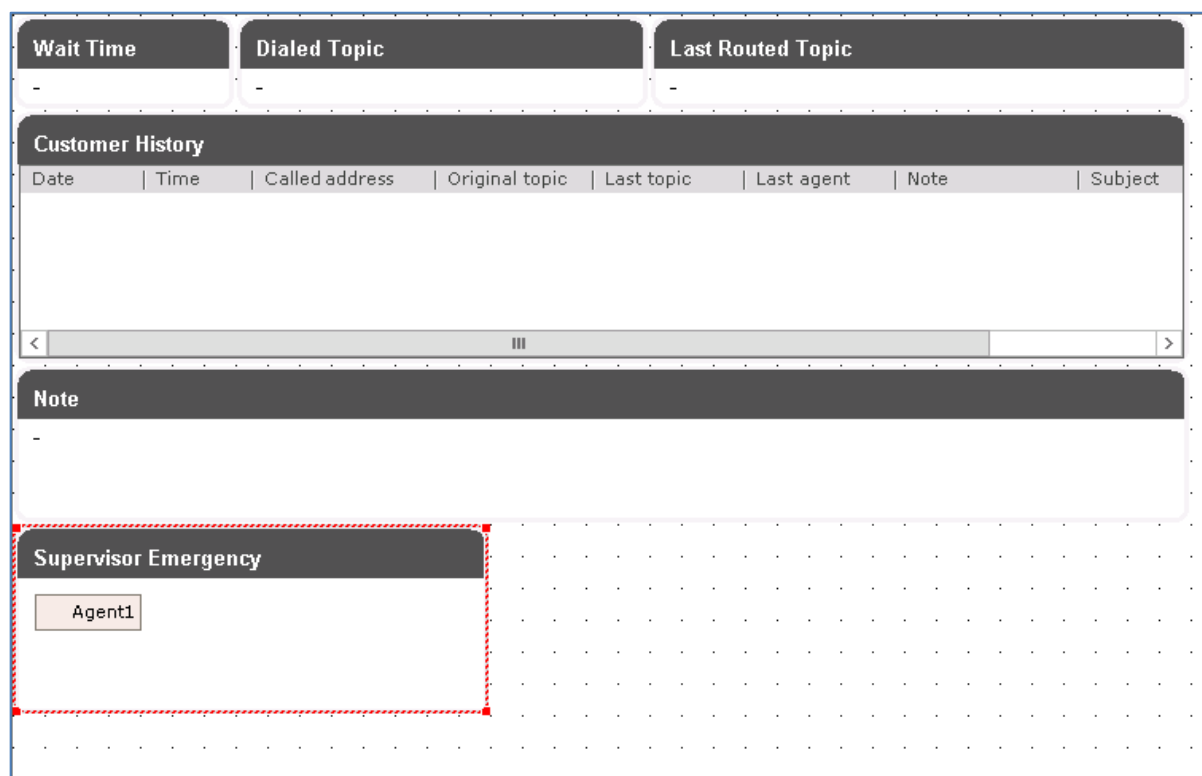 Wait Time Dialed Topic Last Routed Topic
- - -
Customer History
Date | Time | Called address | Original topic | Last topic | Last agent | Note | Subject
Note
-
Supervisor Emergency
Agent1